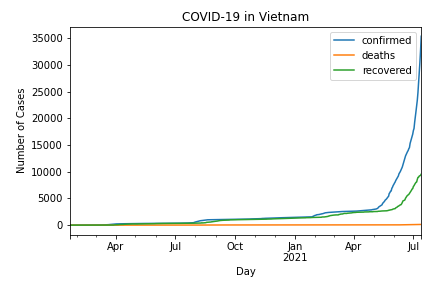 COVID-19 in Vietnam
confirmed
deaths
recovered
Number of Cases
35000
30000
25000
20000
15000
10000
5000
0
Apr
Jul
Oct
Jan
2021
Apr
Jul
Day